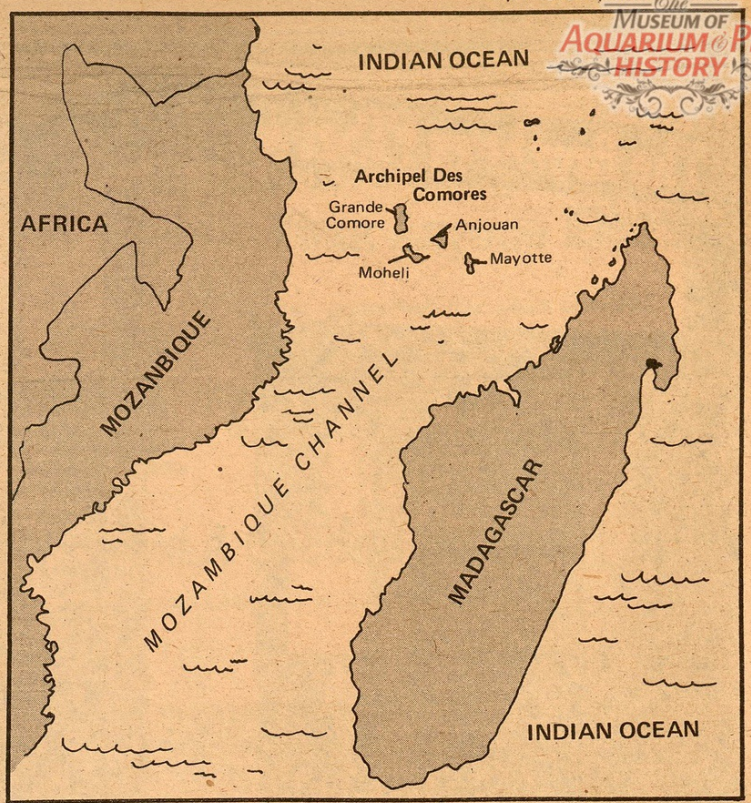 The
MUSEUM OF
AQUARIUM & P
HISTORY
INDIAN OCEAN
Archipel Des
Comores
Grande
Comore
Anjouan
Moheli
Mayotte
AFRICA
MOZANBIQUE
MOZAMBIQUE CHANNEL
MADAGASCAR
INDIAN OCEAN